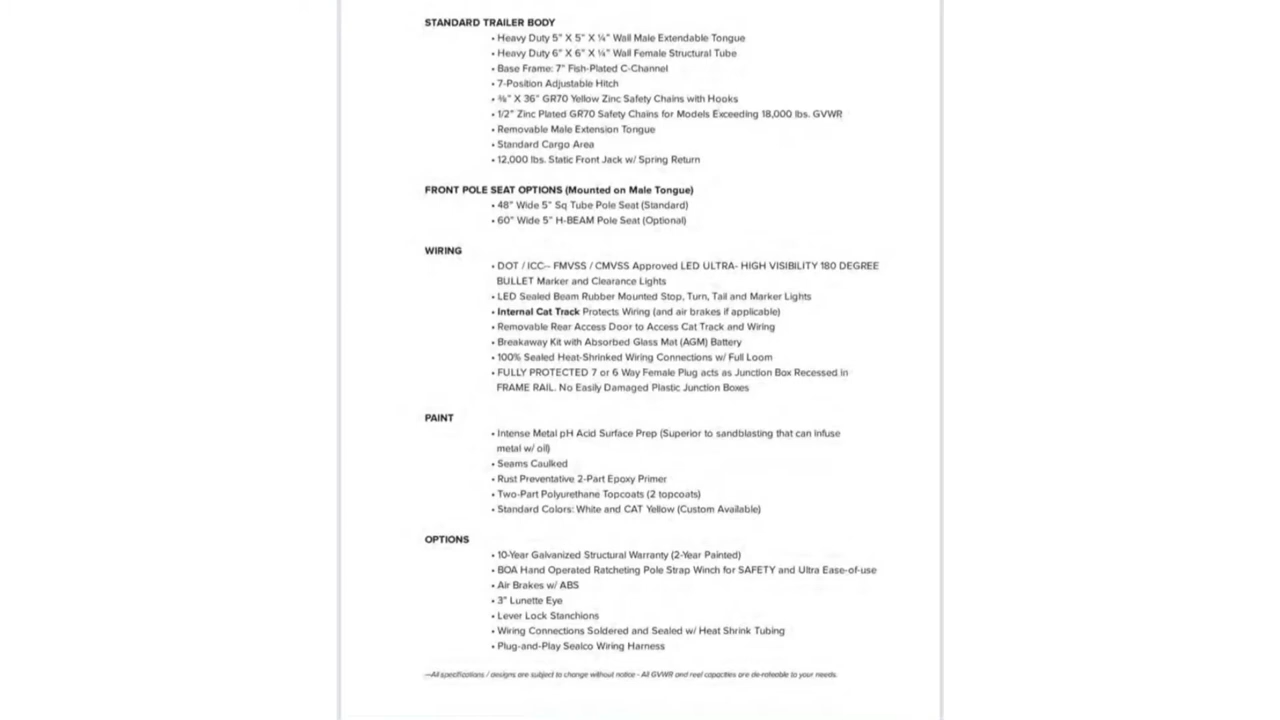 STANDARD TRAILER BODY
• Heavy Duty 5" X 5" X ¼" Wall Male Extendable Tongue
• Heavy Duty 6" X 6" X ¼" Wall Female Structural Tube
• Base Frame: 7" Fish-Plated C-Channel
• 7-Position Adjustable Hitch
• ⅜" X 36" GR70 Yellow Zinc Safety Chains with Hooks
• 1/2" Zinc Plated GR70 Safety Chains for Models Exceeding 18,000 lbs. GVWR
• Removable Male Extension Tongue
• Standard Cargo Area
• 12,000 lbs. Static Front Jack w/ Spring Return
FRONT POLE SEAT OPTIONS (Mounted on Male Tongue)
• 48" Wide 5" Sq Tube Pole Seat (Standard)
• 60" Wide 5" H-BEAM Pole Seat (Optional)
WIRING
• DOT / ICC-- FMVSS / CMVSS Approved LED ULTRA- HIGH VISIBILITY 180 DEGREE
BULLET Marker and Clearance Lights
• LED Sealed Beam Rubber Mounted Stop, Turn, Tail and Marker Lights
• Internal Cat Track Protects Wiring (and air brakes if applicable)
• Removable Rear Access Door to Access Cat Track and Wiring
• Breakaway Kit with Absorbed Glass Mat (AGM) Battery
• 100% Sealed Heat-Shrinked Wiring Connections w/ Full Loom
• FULLY PROTECTED 7 or 6 Way Female Plug acts as Junction Box Recessed in
FRAME RAIL. No Easily Damaged Plastic Junction Boxes
PAINT
• Intense Metal pH Acid Surface Prep (Superior to sandblasting that can infuse
metal w/ oil)
• Seams Caulked
• Rust Preventative 2-Part Epoxy Primer
• Two-Part Polyurethane Topcoats (2 topcoats)
• Standard Colors: White and CAT Yellow (Custom Available)
OPTIONS
• 10-Year Galvanized Structural Warranty (2-Year Painted)
• BOA Hand Operated Ratcheting Pole Strap Winch for SAFETY and Ultra Ease-of-use
• Air Brakes w/ ABS
• 3" Lunette Eye
• Lever Lock Stanchions
• Wiring Connections Soldered and Sealed w/ Heat Shrink Tubing
• Plug-and-Play Sealco Wiring Harness
—All specifications / designs are subject to change without notice - All GVWR and reel capacities are de-rateable to your needs.